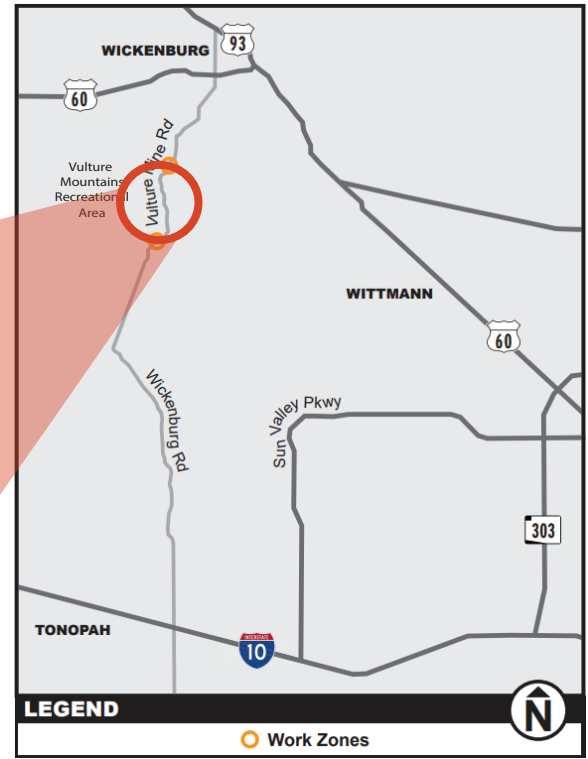 WICKENBURG
93
60
Vulture Mine Rd
Vulture
Mountains
Recreational
Area
WITTMANN
60
Wickenburg Rd
Sun Valley Pkwy
303
TONOPAH
INTERSTATE
10
LEGEND
N
Work Zones